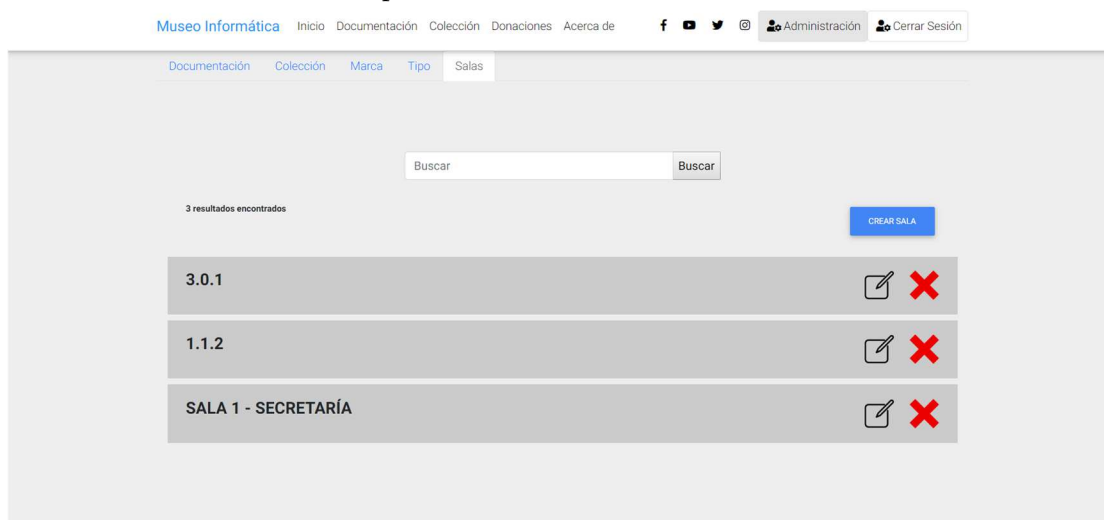 Museo Informática Inicio Documentación Colección Donaciones Acerca de Administración Cerrar Sesión
Documentación Colección Marca Tipo Salas
Buscar Buscar
3 resultados encontrados
CREAR SALA
3.0.1
1.1.2
SALA 1 - SECRETARÍA